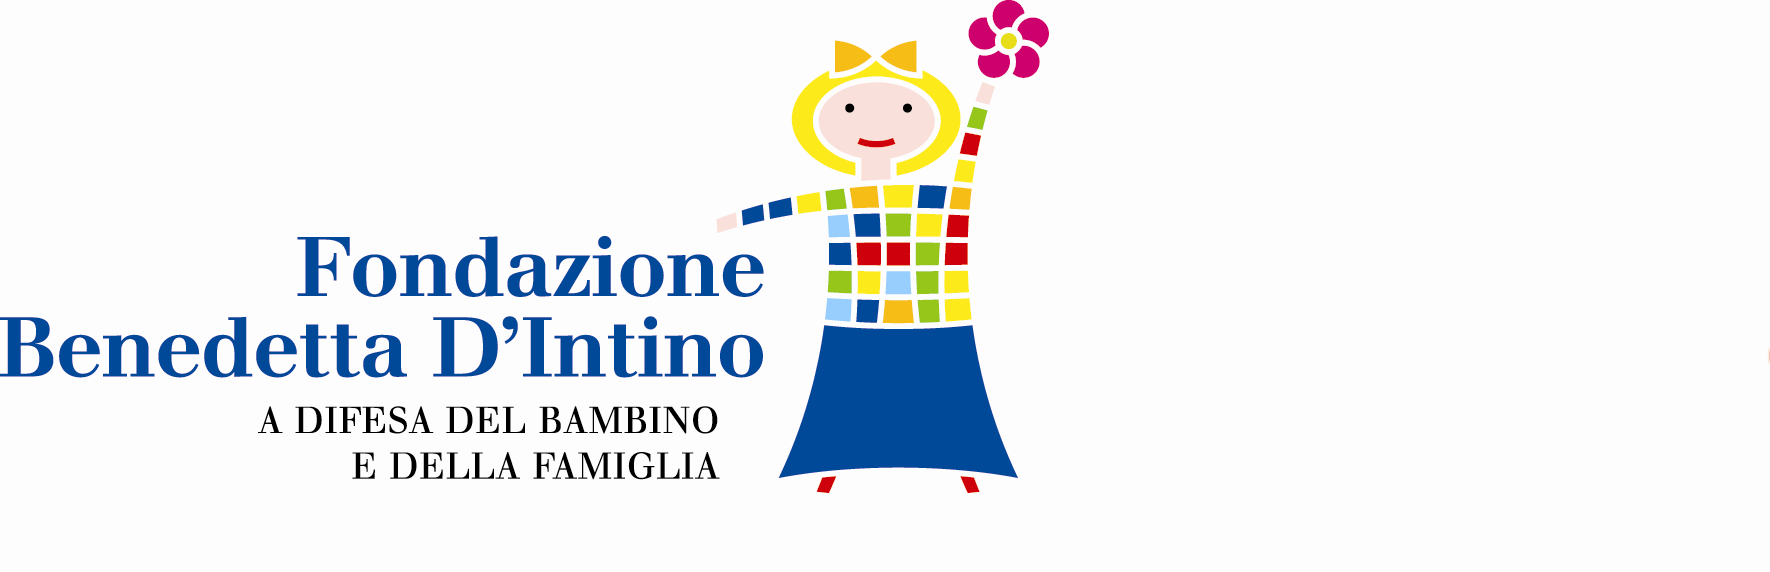 Fondazione
Benedetta D’Intino
A DIFESA DEL BAMBINO
E DELLA FAMIGLIA